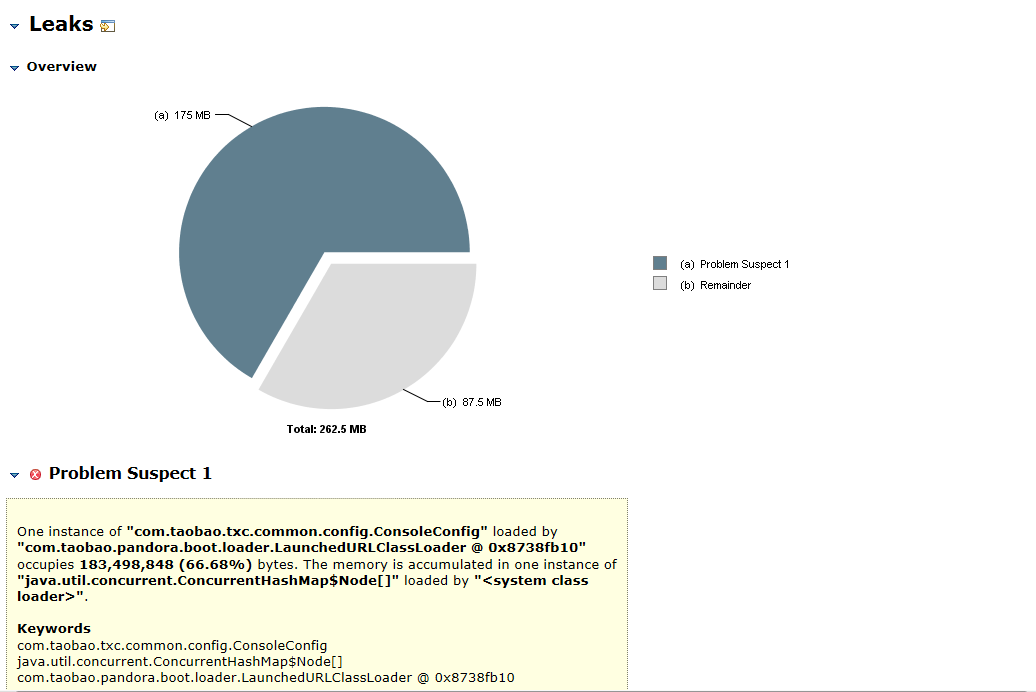 Leaks
Overview
(a) 175 MB
(a) Problem Suspect 1
(b) Remainder
(b) 87.5 MB
Total: 262.5 MB
Problem Suspect 1
One instance of "com.taobao.txc.common.config.ConsoleConfig" loaded by
"com.taobao.pandora.boot.loader.LaunchedURLClassLoader @ 0x8738fb10"
occupies 183,498,848 (66.68%) bytes. The memory is accumulated in one instance of
"java.util.concurrent.ConcurrentHashMap$Node[]" loaded by "<system class
loader>".
Keywords
com.taobao.txc.common.config.ConsoleConfig
java.util.concurrent.ConcurrentHashMap$Node[]
com.taobao.pandora.boot.loader.LaunchedURLClassLoader @ 0x8738fb10